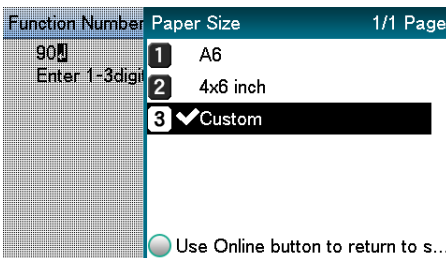 Function Number
90
Enter 1-3digi
Paper Size 1/1 Page
1 A6
2 4x6 inch
3 Custom
Use Online button to return to s...